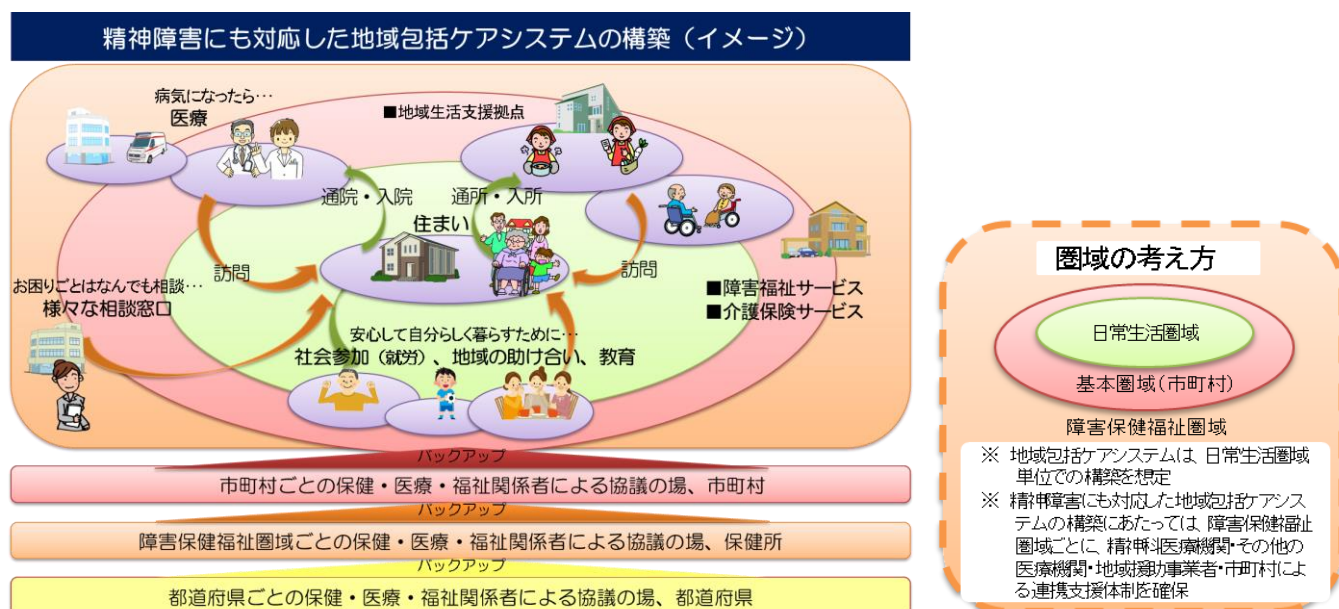 精神障害にも対応した地域包括ケアシステムの構築（イメージ）
病気になったら…
医療
■地域生活支援拠点
通院・入院
通所・入所
住まい
訪問
訪問
お困りごとはなんでも相談…
様々な相談窓口
■障害福祉サービス
■介護保険サービス
安心して自分らしく暮らすために…
社会参加（就労）、地域の助け合い、教育
バックアップ
市町村ごとの保健・医療・福祉関係者による協議の場、市町村
バックアップ
障害保健福祉圏域ごとの保健・医療・福祉関係者による協議の場、保健所
バックアップ
都道府県ごとの保健・医療・福祉関係者による協議の場、都道府県
圏域の考え方
日常生活圏域
基本圏域（市町村）
障害保健福祉圏域
※ 地域包括ケアシステムは、日常生活圏域
単位での構築を想定
※ 精神障害にも対応した地域包括ケアシス
テムの構築にあたっては、障害保健福祉
圏域ごとに、精神科医療機関・その他の
医療機関・地域援助事業者・市町村によ
る連携支援体制を確保